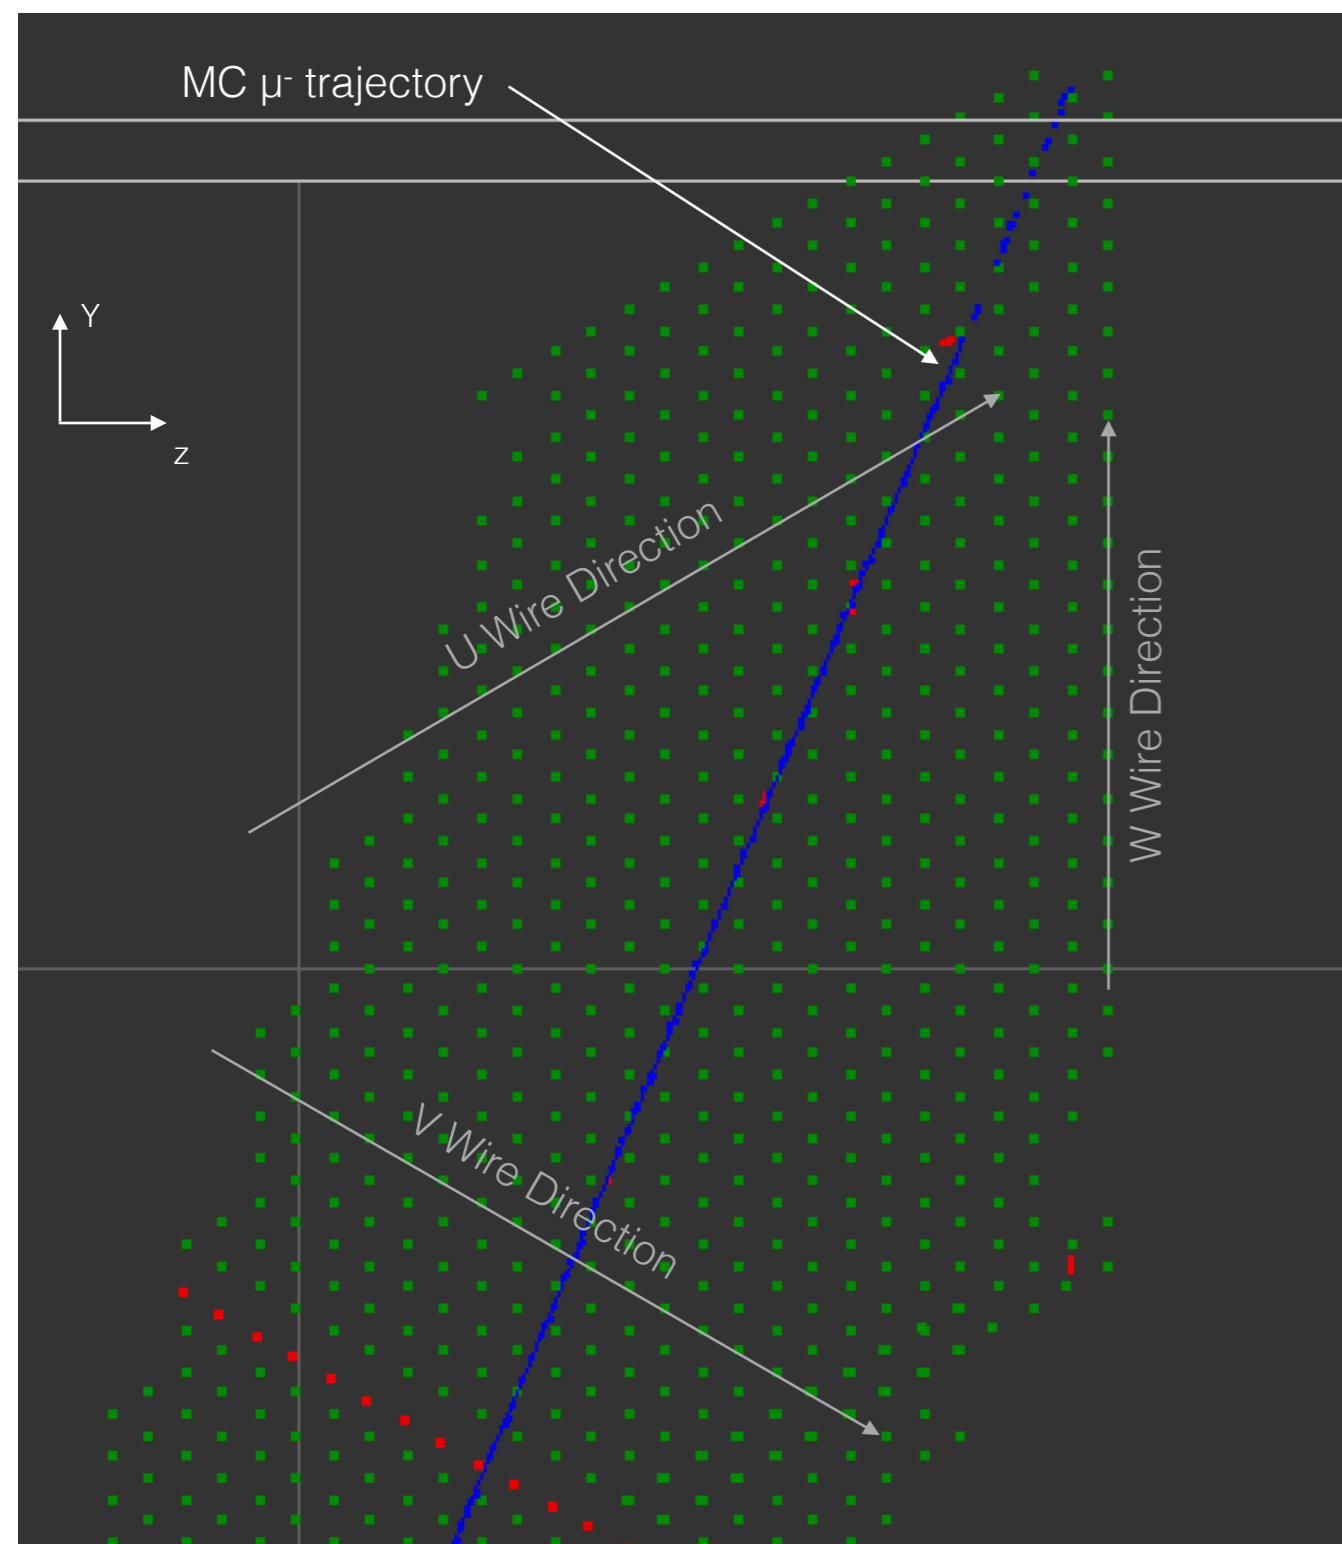 MC μ- trajectory
Y
z
U Wire Direction
W Wire Direction
V Wire Direction